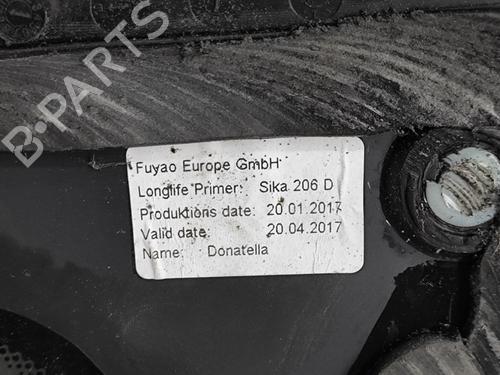 B-PARTS
Fuyao Europe GmbH
Longlife Primer: Sika 206 D
Produktions date: 20.01.2017
Valid date: 20.04.2017
Name: Donatella